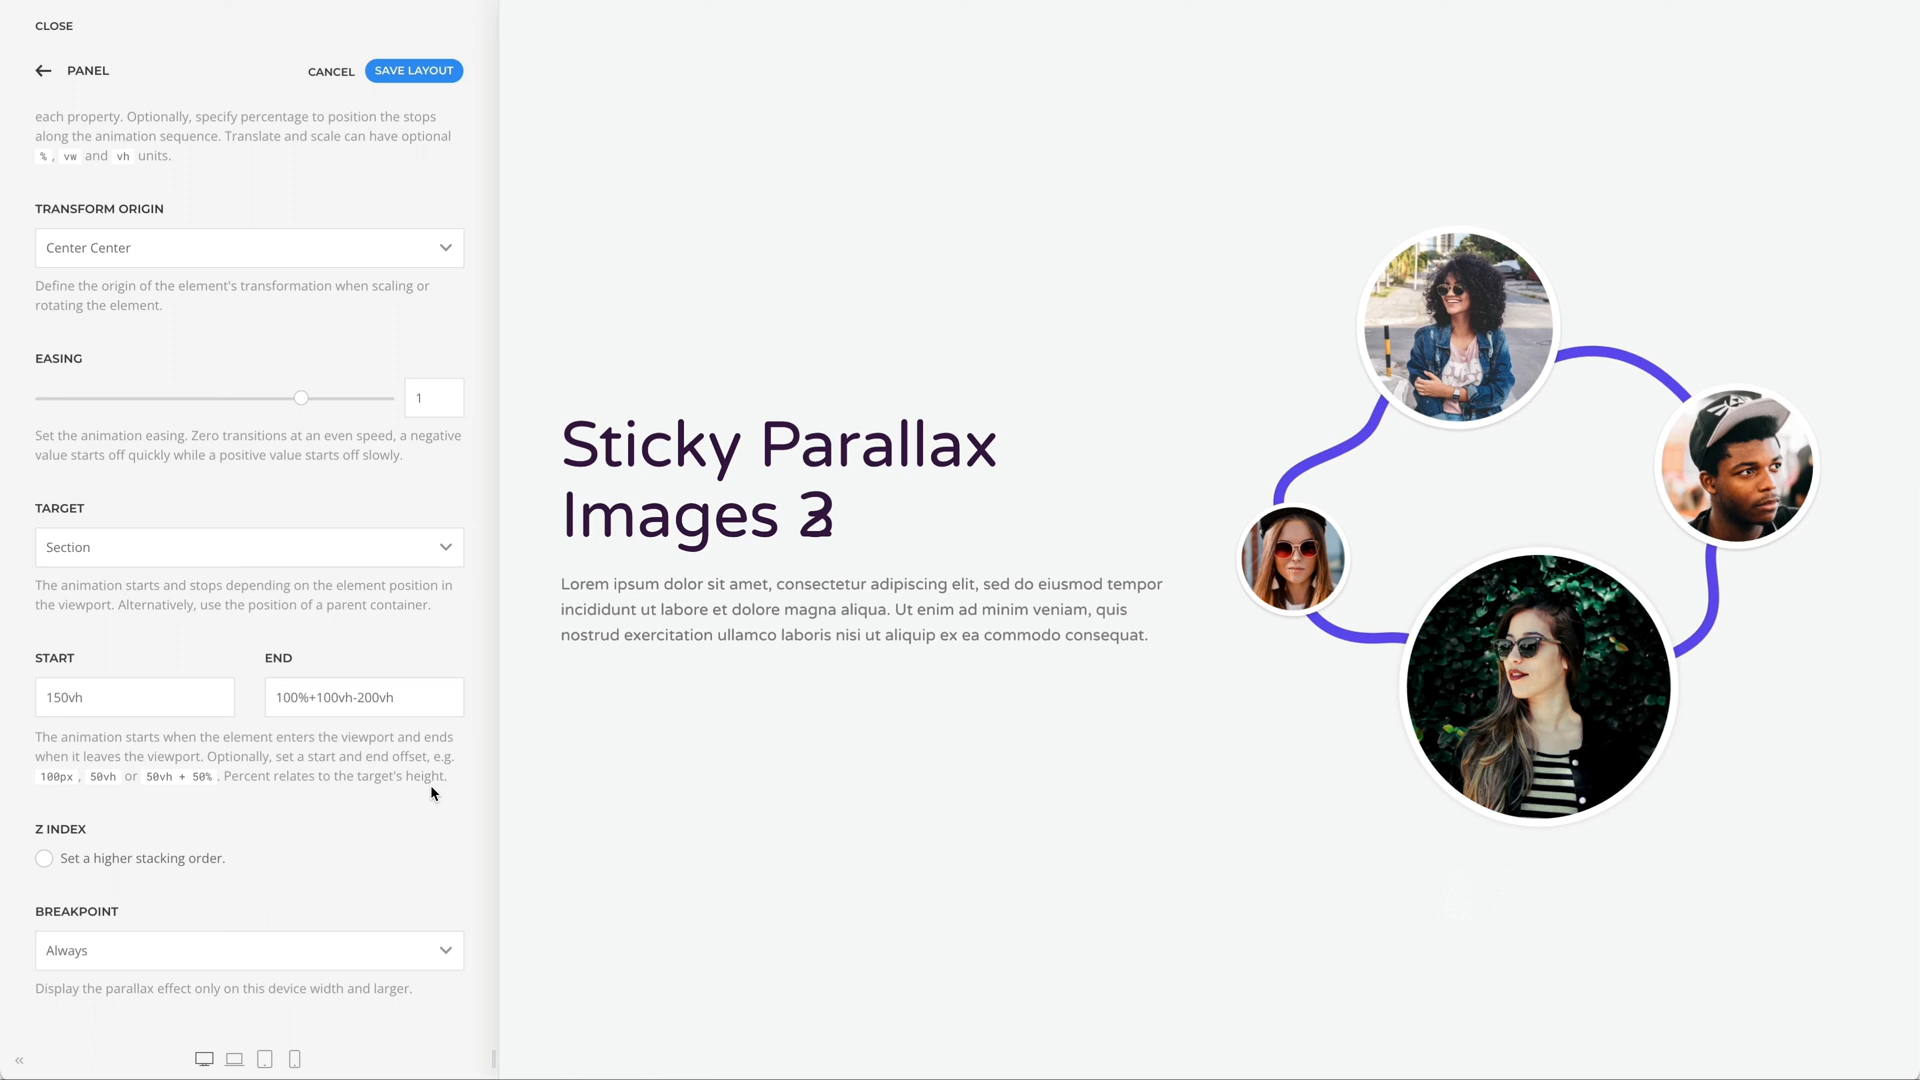 CLOSE
PANEL
CANCEL
SAVE LAYOUT
each property. Optionally, specify percentage to position the stops
along the animation sequence. Translate and scale can have optional
% , vw and vh units.
TRANSFORM ORIGIN
Center Center
Define the origin of the element's transformation when scaling or
rotating the element.
EASING
1
Set the animation easing. Zero transitions at an even speed, a negative
value starts off quickly while a positive value starts off slowly.
TARGET
Section
The animation starts and stops depending on the element position in
the viewport. Alternatively, use the position of a parent container.
START
END
150vh
100%+100vh-200vh
The animation starts when the element enters the viewport and ends
when it leaves the viewport. Optionally, set a start and end offset, e.g.
100px , 50vh or 50vh + 50% . Percent relates to the target's height.
Z INDEX
Set a higher stacking order.
BREAKPOINT
Always
Display the parallax effect only on this device width and larger.
Sticky Parallax
Images
Lorem ipsum dolor sit amet, consectetur adipiscing elit, sed do eiusmod tempor
incididunt ut labore et dolore magna aliqua. Ut enim ad minim veniam, quis
nostrud exercitation ullamco laboris nisi ut aliquip ex ea commodo consequat.